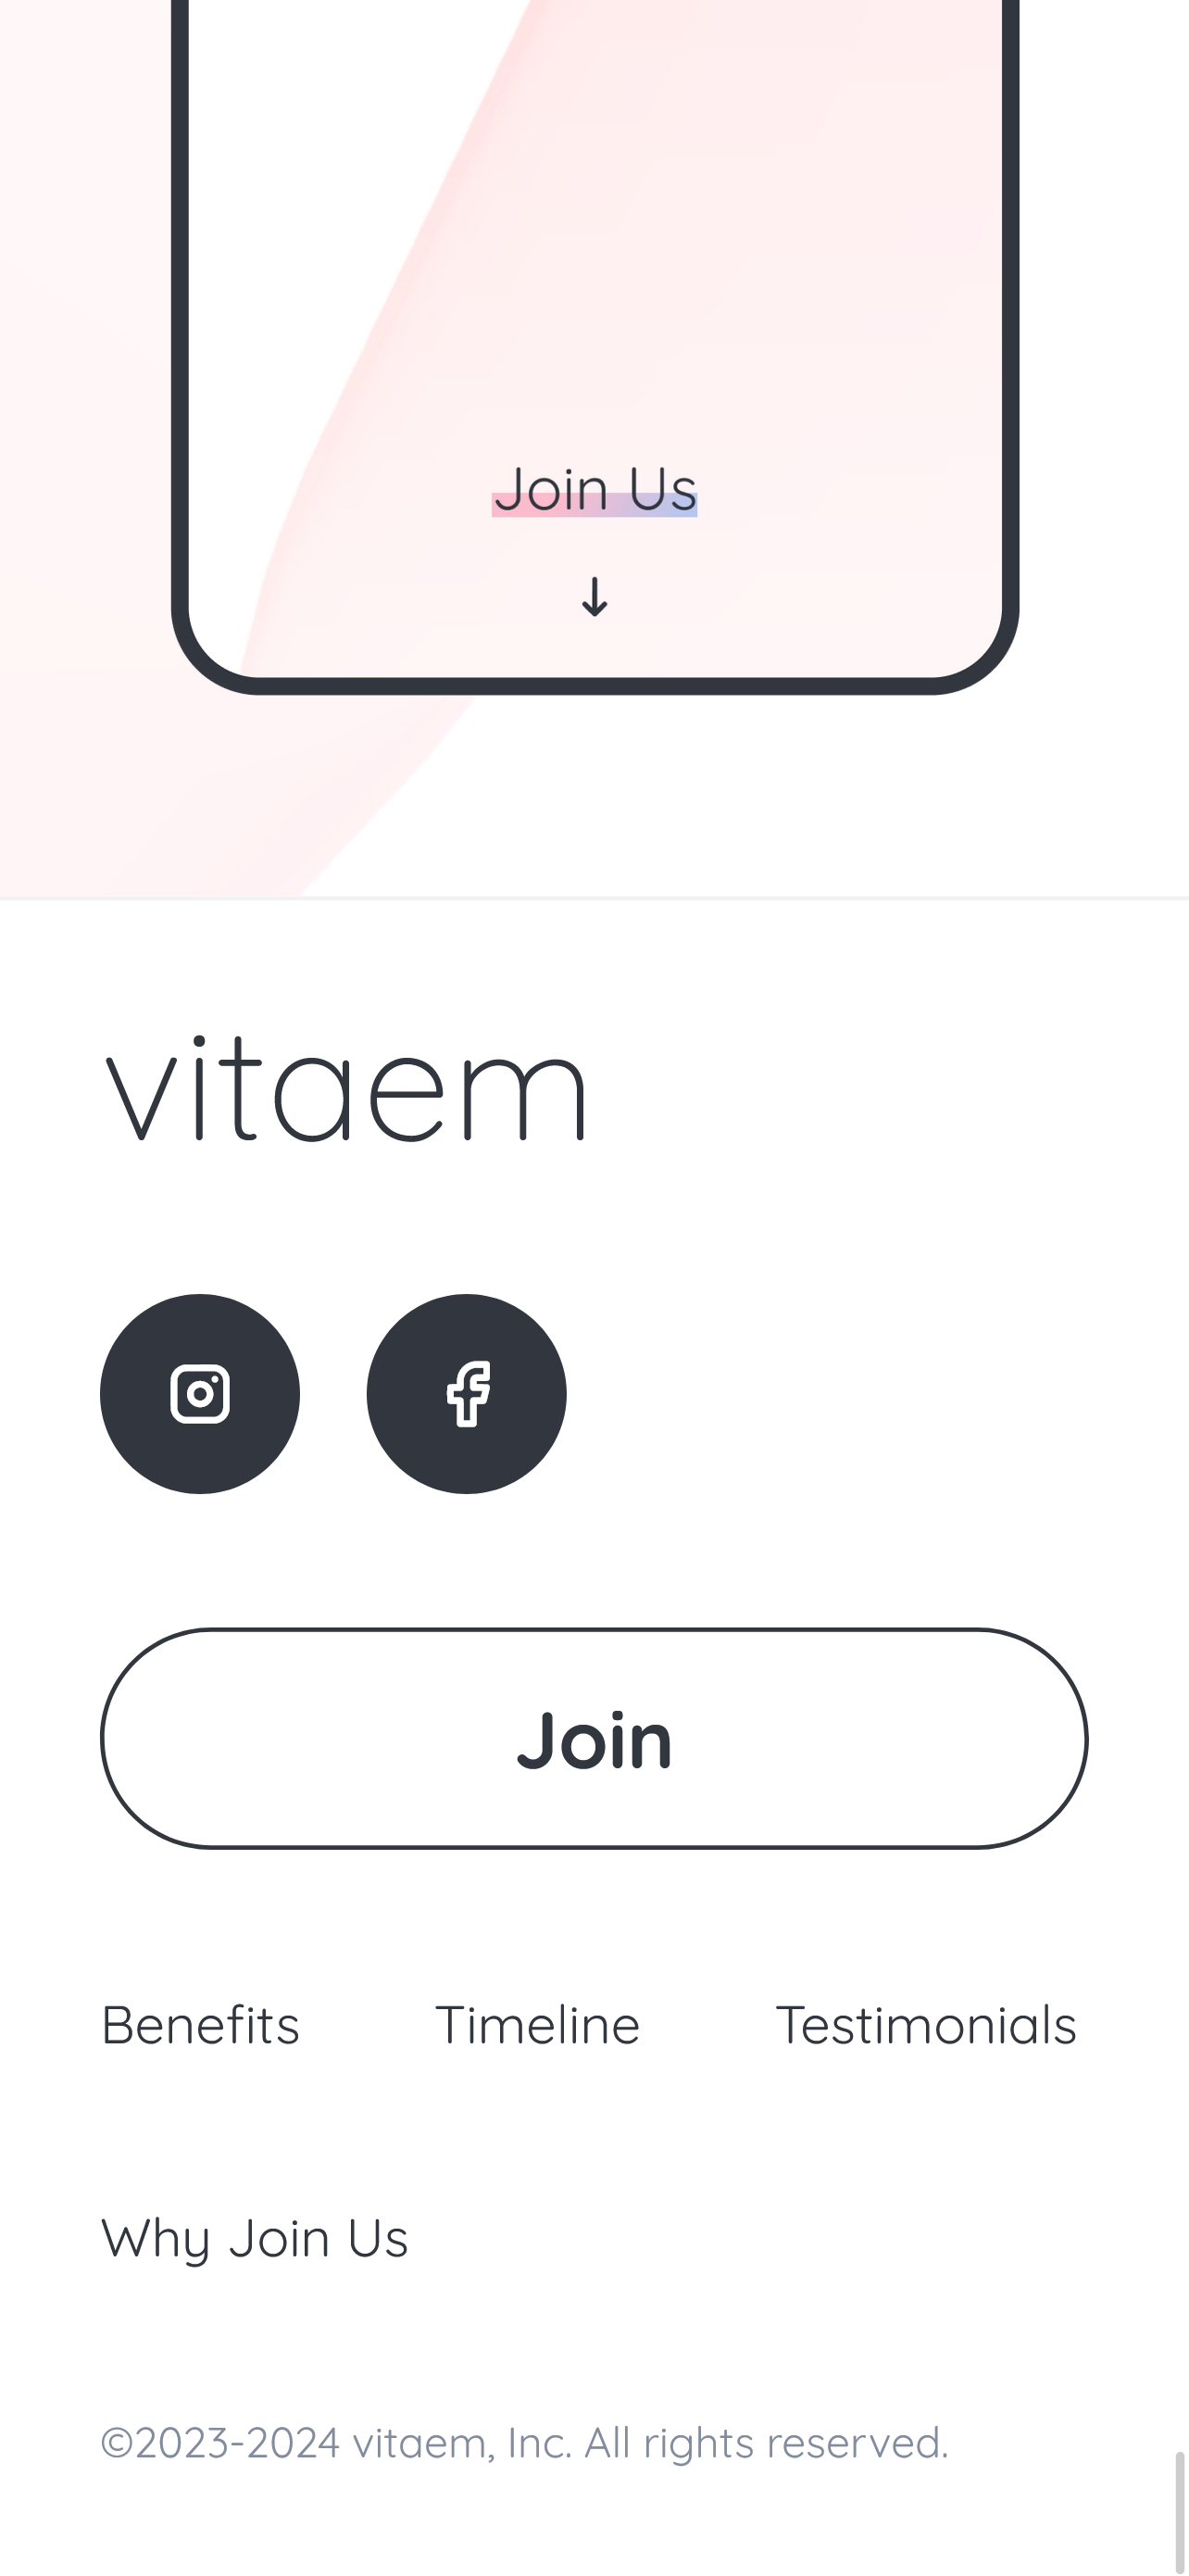 Join Us
vitaem
Join
Benefits Timeline Testimonials
Why Join Us
©2023-2024 vitaem, Inc. All rights reserved.